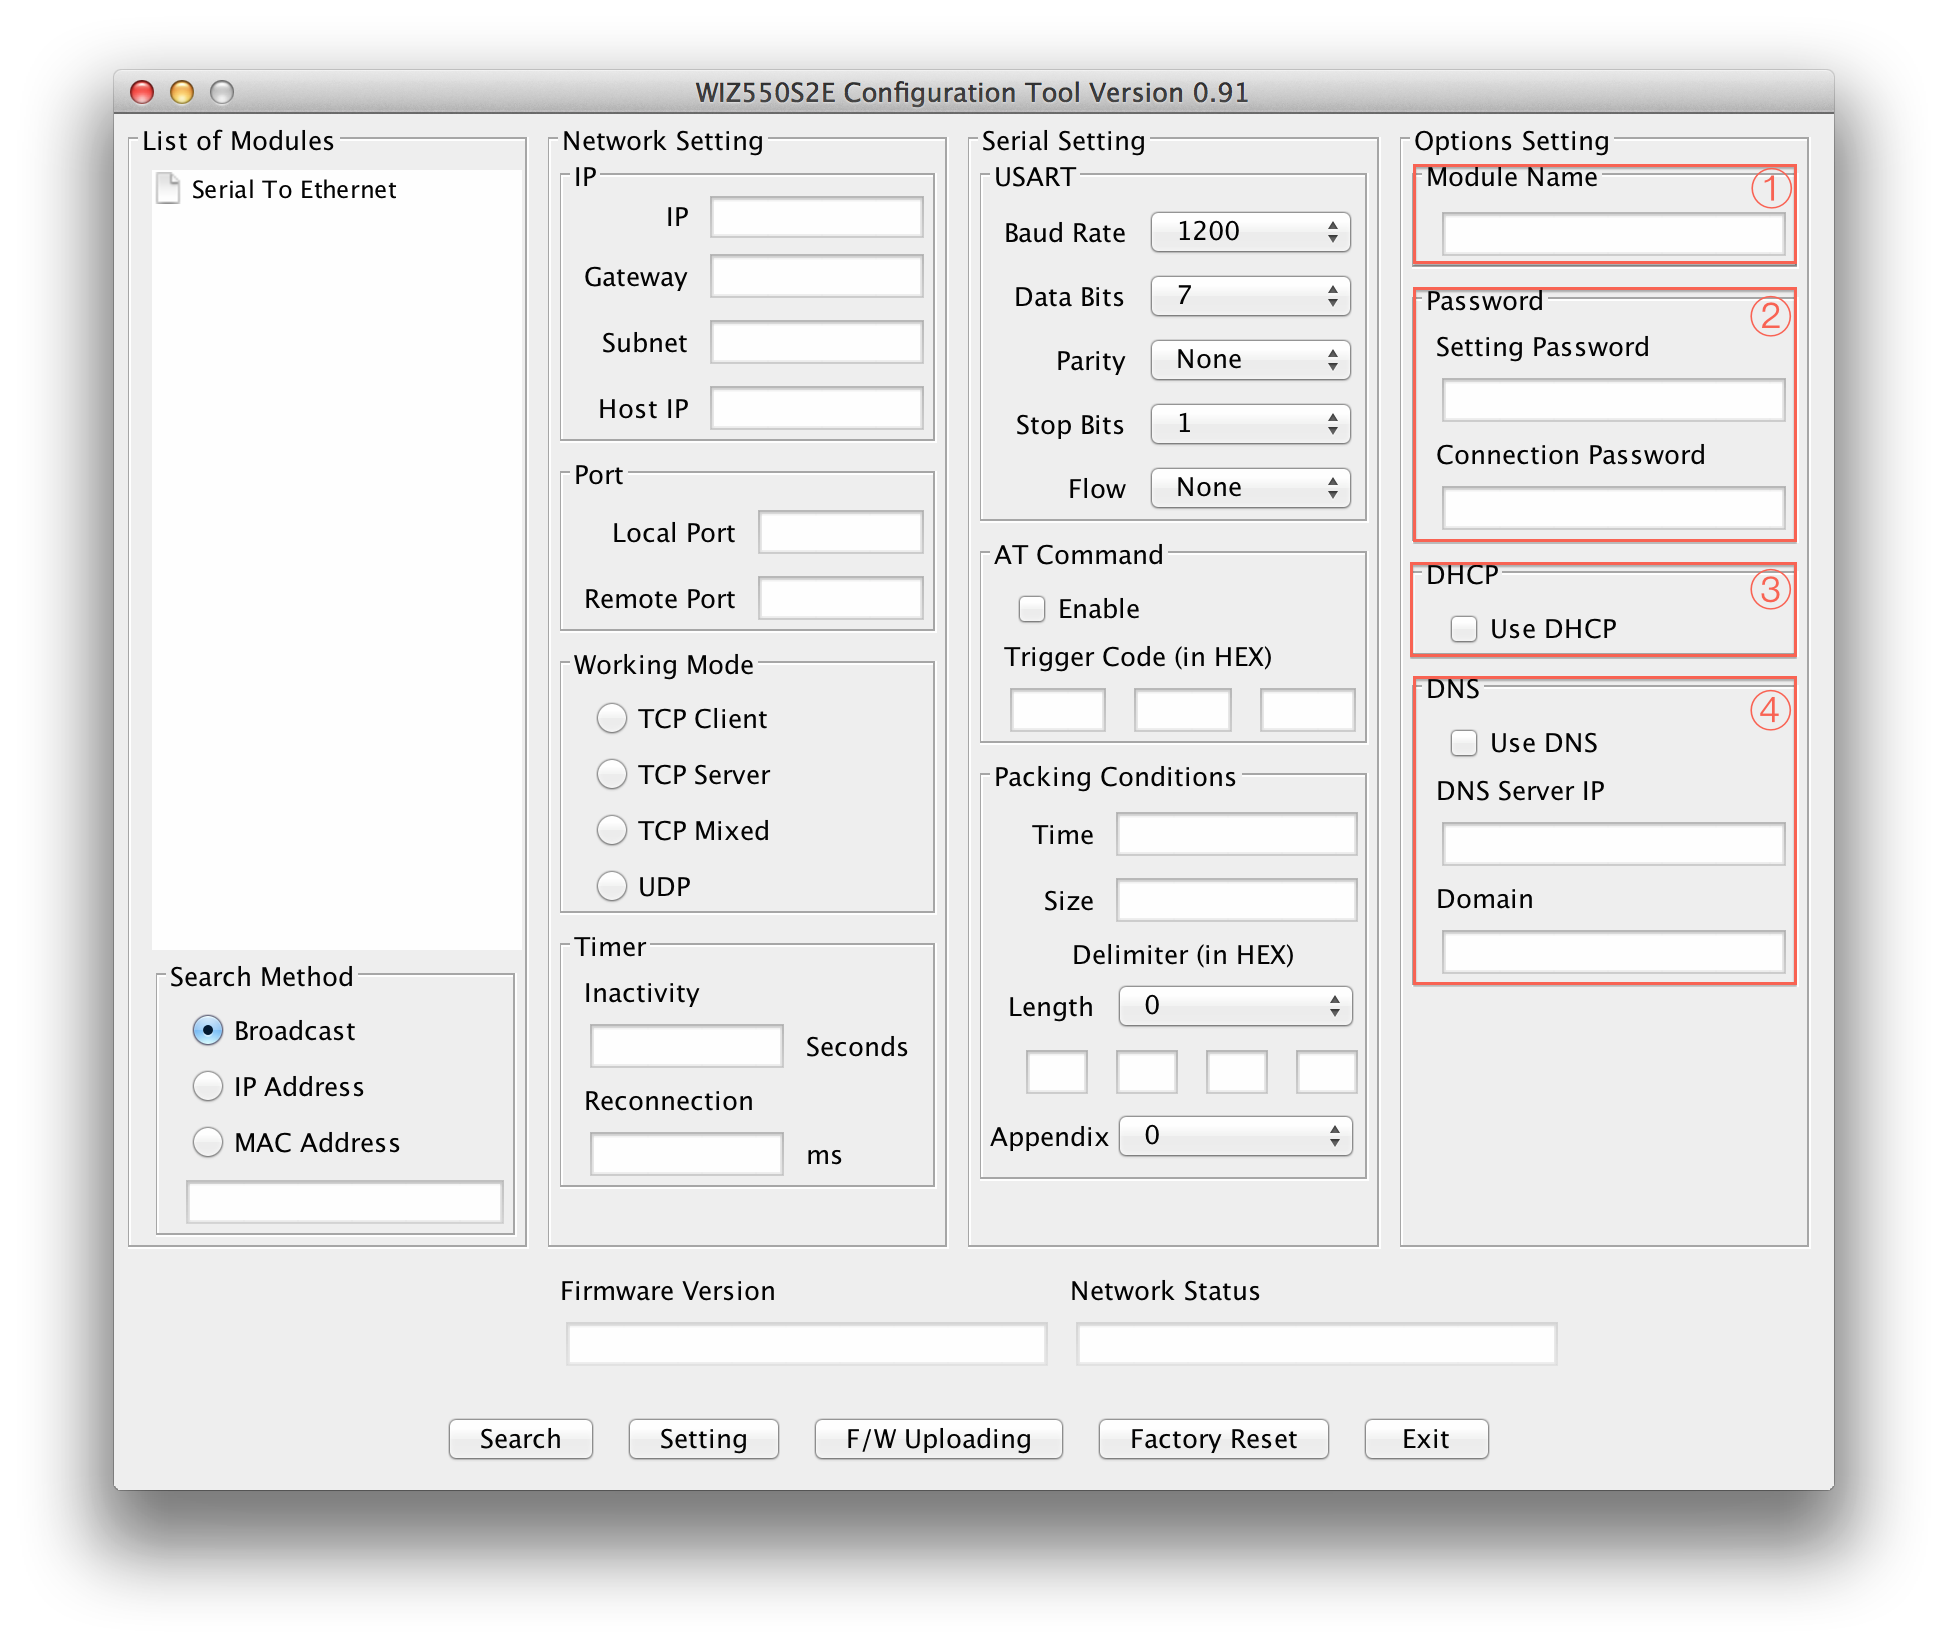 WIZ550S2E Configuration Tool Version 0.91
List of Modules
Serial To Ethernet
Search Method
Broadcast
IP Address
MAC Address
Network Setting
IP
IP
Gateway
Subnet
Host IP
Port
Local Port
Remote Port
Working Mode
TCP Client
TCP Server
TCP Mixed
UDP
Timer
Inactivity
Seconds
Reconnection
ms
Serial Setting
USART
Baud Rate 1200
Data Bits 7
Parity None
Stop Bits 1
Flow None
AT Command
Enable
Trigger Code (in HEX)
Packing Conditions
Time
Size
Delimiter (in HEX)
Length 0
Appendix 0
Options Setting
Module Name ①
Password ②
Setting Password
Connection Password
DHCP ③
Use DHCP
DNS ④
Use DNS
DNS Server IP
Domain
Firmware Version
Network Status
Search
Setting
F/W Uploading
Factory Reset
Exit